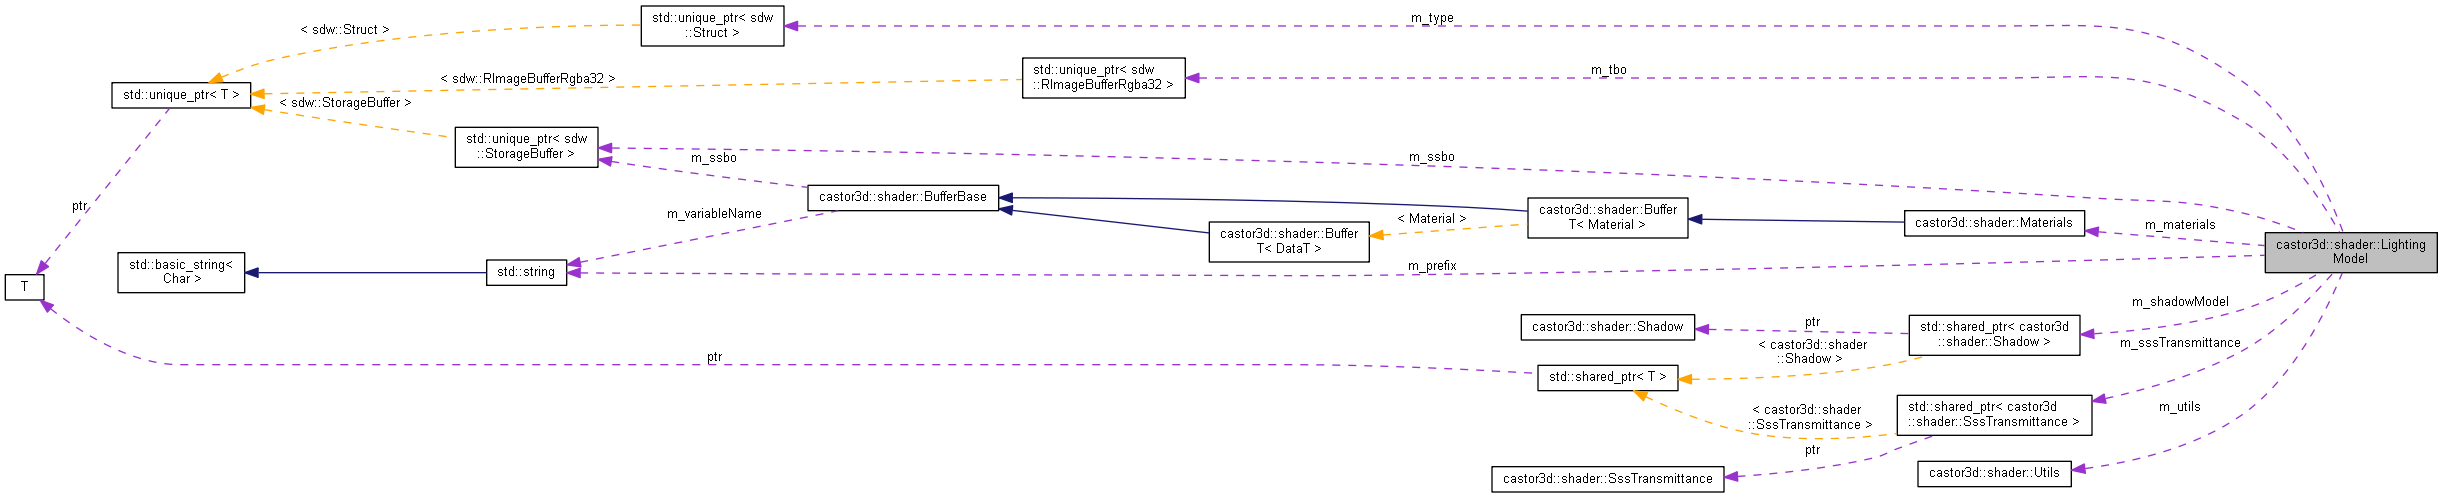 std::unique_ptr< sdw
::Struct >
m_type
< sdw::Struct >
std::unique_ptr< sdw
::RImageBufferRgba32 >
m_tbo
< sdw::RImageBufferRgba32 >
std::unique_ptr< T >
< sdw::StorageBuffer >
std::unique_ptr< sdw
::StorageBuffer >
m_ssbo
m_ssbo
castor3d::shader::BufferBase
m_variableName
ptr
castor3d::shader::Buffer
T< Material >
< Material >
castor3d::shader::Buffer
T< DataT >
castor3d::shader::Materials
m_materials
castor3d::shader::Lighting
Model
std::basic_string<
Char >
std::string
m_prefix
T
m_shadowModel
castor3d::shader::Shadow
ptr
std::shared_ptr< castor3d
::shader::Shadow >
< castor3d::shader
::Shadow >
m_sssTransmittance
ptr
std::shared_ptr< T >
< castor3d::shader
::SssTransmittance >
std::shared_ptr< castor3d
::shader::SssTransmittance >
m_utils
ptr
castor3d::shader::SssTransmittance
castor3d::shader::Utils